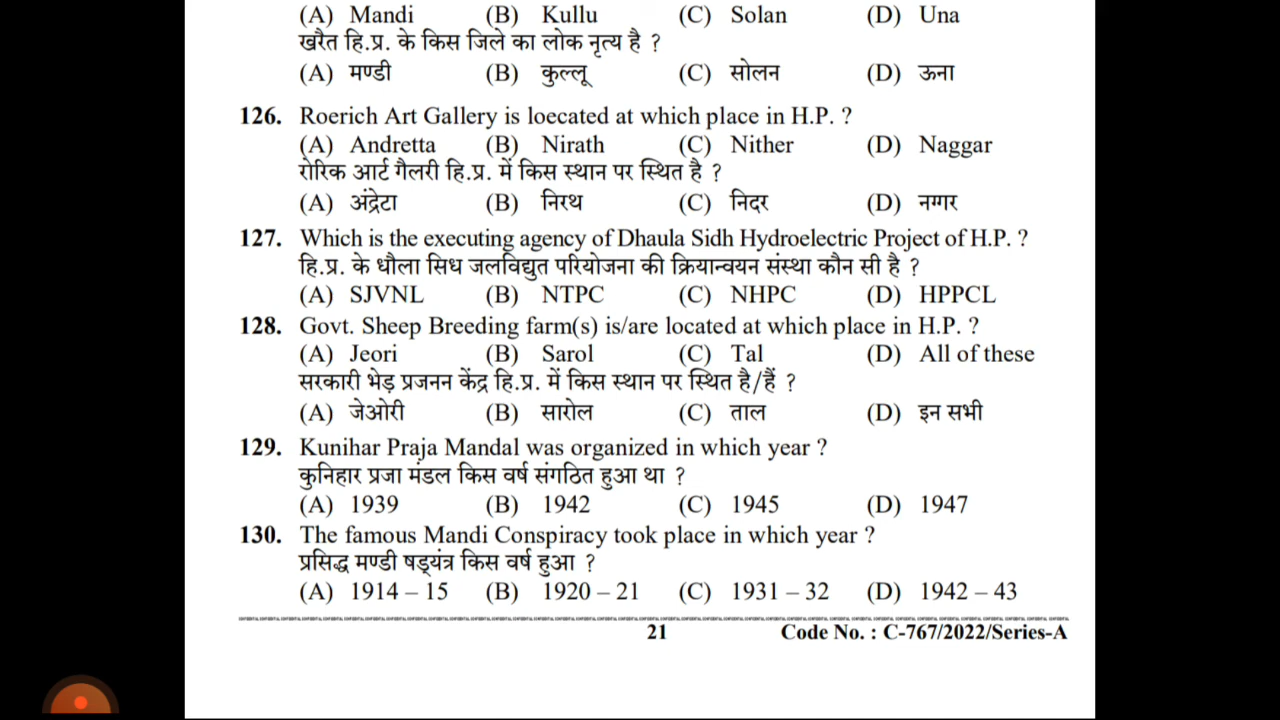 (A) Mandi (B) Kullu (C) Solan (D) Una
खरैत हि.प्र. के किस जिले का लोक नृत्य है ?
(A) मण्डी (B) कुल्लू (C) सोलन (D) ऊना
126. Roerich Art Gallery is loecated at which place in H.P. ?
(A) Andretta (B) Nirath (C) Nither (D) Naggar
रोरिक आर्ट गैलरी हि.प्र. में किस स्थान पर स्थित है ?
(A) अंद्रेटा (B) निरथ (C) निदर (D) नग्गर
127. Which is the executing agency of Dhaula Sidh Hydroelectric Project of H.P. ?
हि.प्र. के धौला सिध जलविद्युत परियोजना की क्रियान्वयन संस्था कौन सी है ?
(A) SJVNL (B) NTPC (C) NHPC (D) HPPCL
128. Govt. Sheep Breeding farm(s) is/are located at which place in H.P. ?
(A) Jeori (B) Sarol (C) Tal (D) All of these
सरकारी भेड़ प्रजनन केंद्र हि.प्र. में किस स्थान पर स्थित है/हैं ?
(A) जेओरी (B) सारोल (C) ताल (D) इन सभी
129. Kunihar Praja Mandal was organized in which year ?
कुनिहार प्रजा मंडल किस वर्ष संगठित हुआ था ?
(A) 1939 (B) 1942 (C) 1945 (D) 1947
130. The famous Mandi Conspiracy took place in which year ?
प्रसिद्ध मण्डी षड्यंत्र किस वर्ष हुआ ?
(A) 1914 – 15 (B) 1920 – 21 (C) 1931 – 32 (D) 1942 – 43
21 Code No. : C-767/2022/Series-A